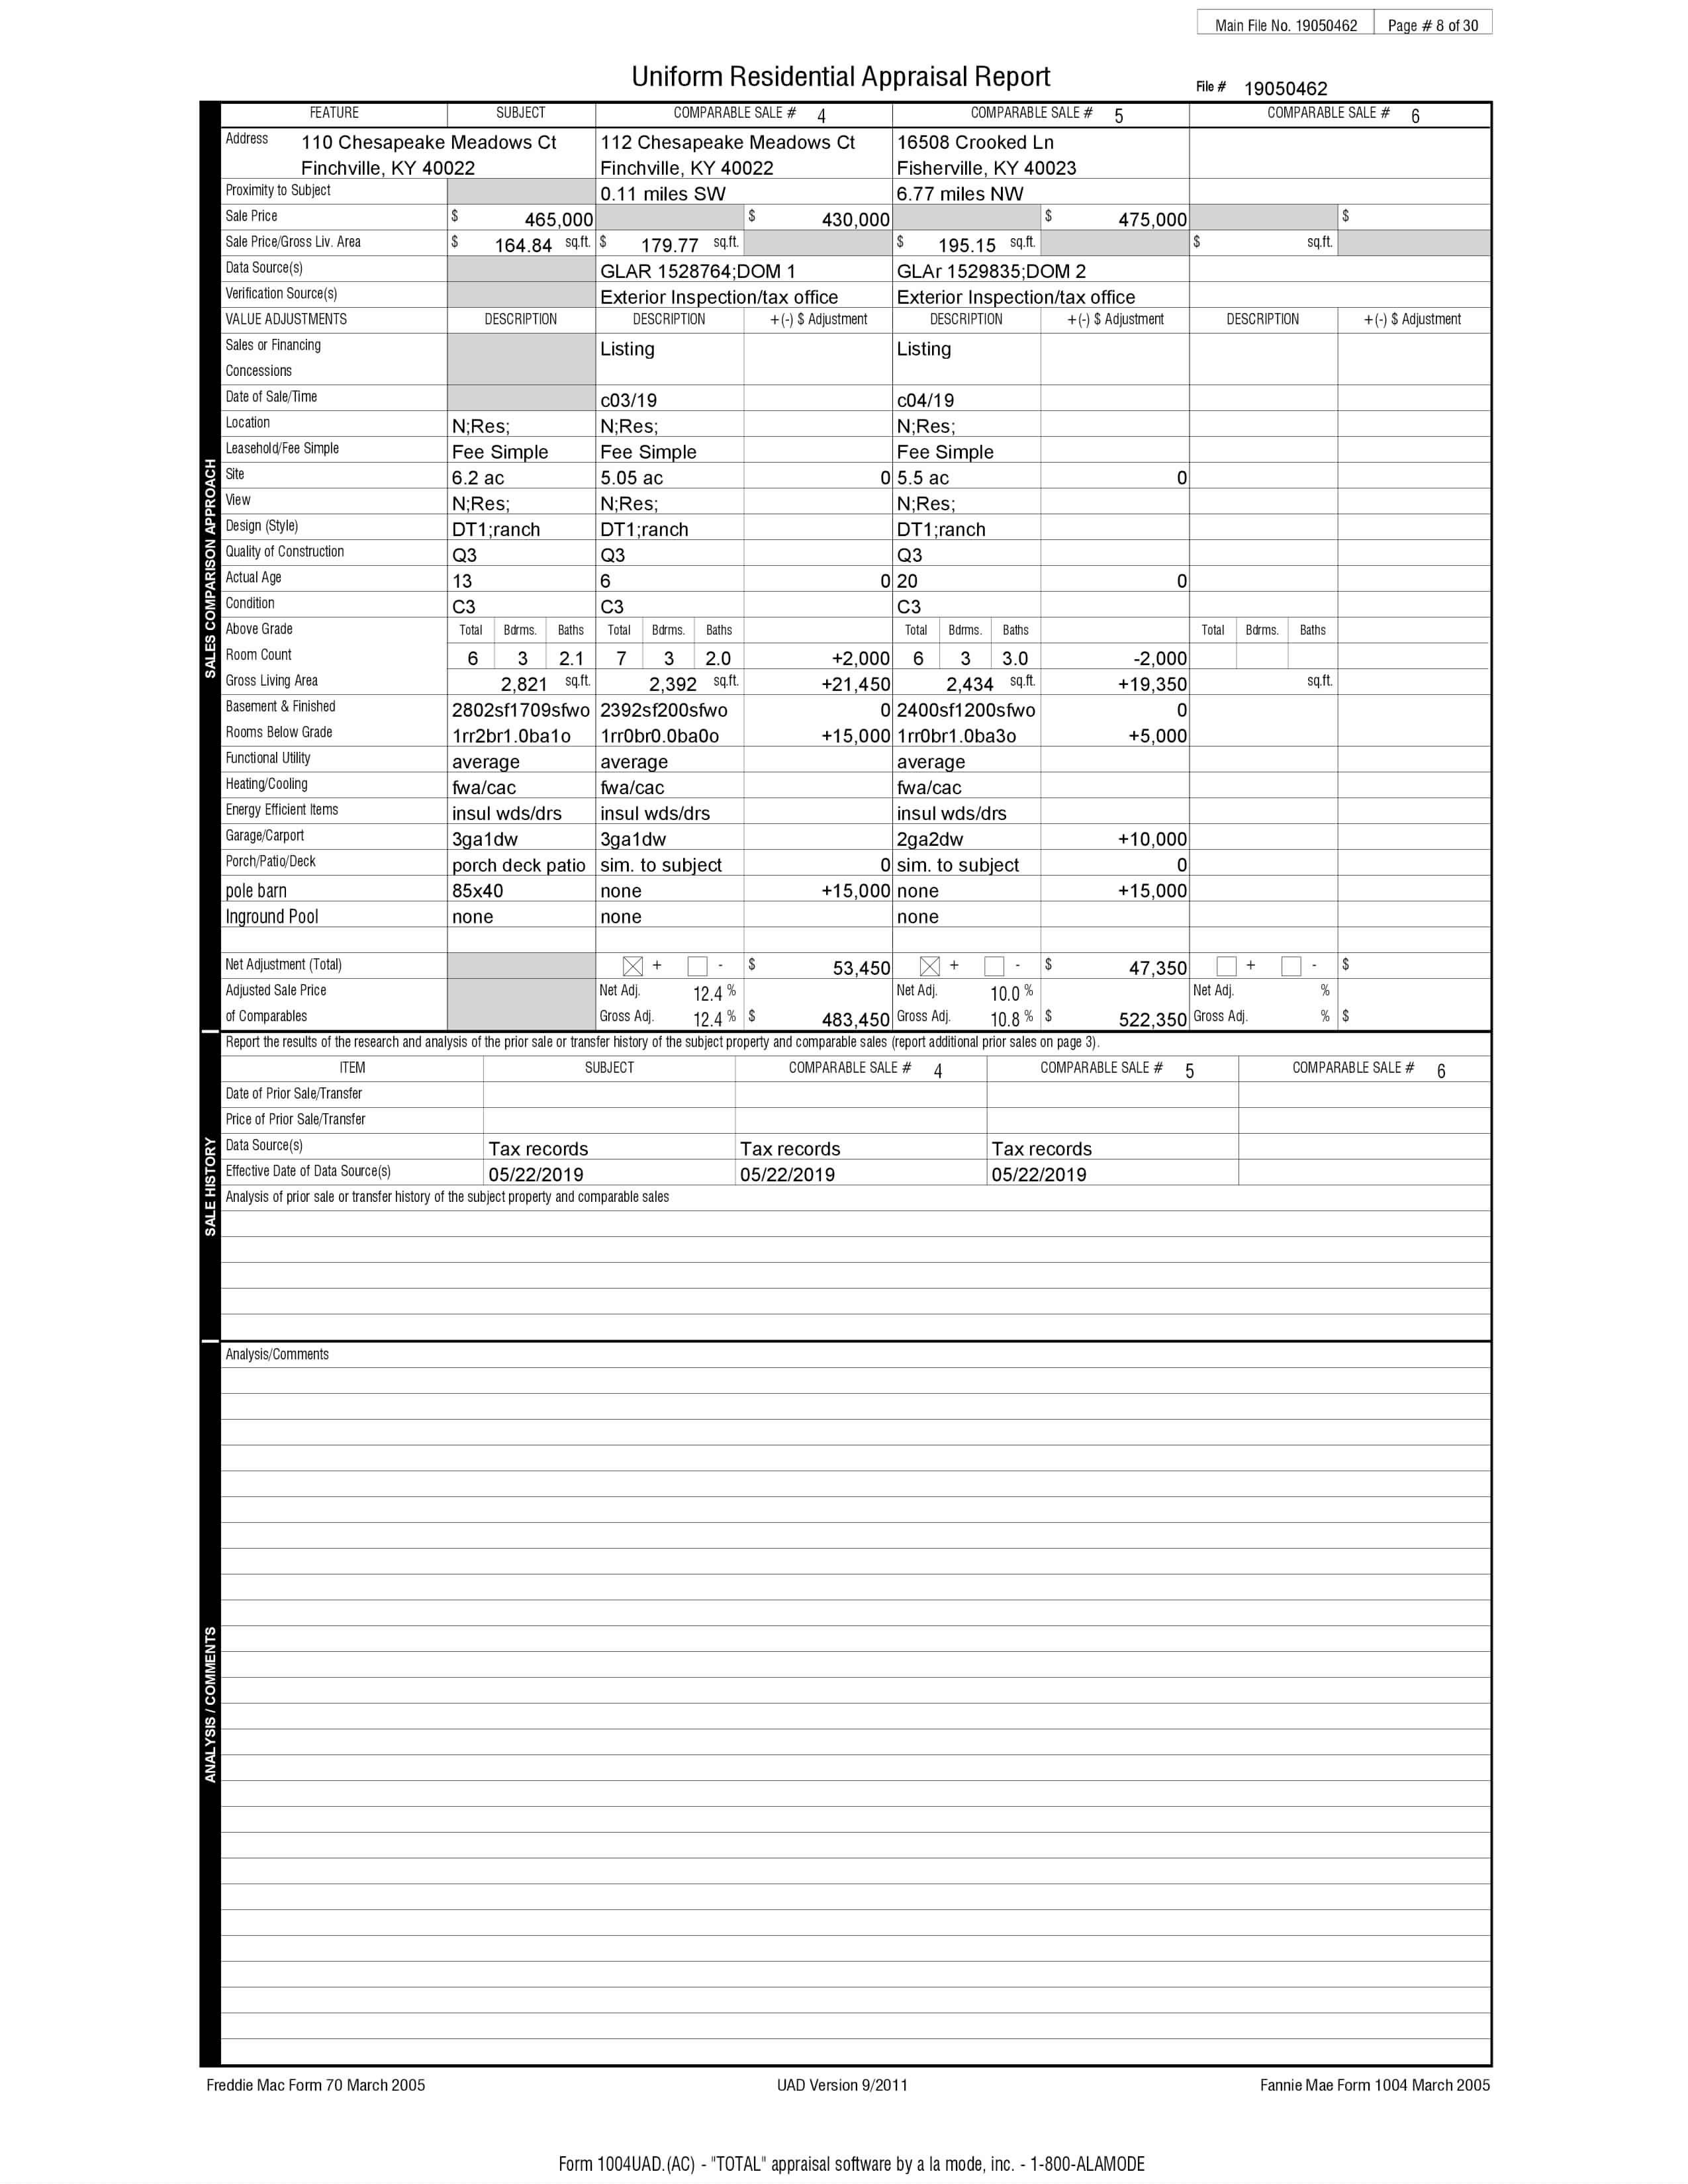 Main File No. 19050462 Page # 8 of 30
Uniform Residential Appraisal Report File # 19050462
FEATURE SUBJECT COMPARABLE SALE # 4 COMPARABLE SALE # 5 COMPARABLE SALE # 6
Address 110 Chesapeake Meadows Ct 112 Chesapeake Meadows Ct 16508 Crooked Ln
Finchville, KY 40022 Finchville, KY 40022 Fisherville, KY 40023
Proximity to Subject 0.11 miles SW 6.77 miles NW
Sale Price $ 465,000 $ 430,000 $ 475,000 $
Sale Price/Gross Liv. Area $ 164.84 sq.ft. $ 179.77 sq.ft. $ 195.15 sq.ft. $ sq.ft.
Data Source(s) GLAR 1528764;DOM 1 GLAr 1529835;DOM 2
Verification Source(s) Exterior Inspection/tax office Exterior Inspection/tax office
VALUE ADJUSTMENTS DESCRIPTION DESCRIPTION +(-) $ Adjustment DESCRIPTION +(-) $ Adjustment DESCRIPTION +(-) $ Adjustment
Sales or Financing Listing Listing
Concessions
Date of Sale/Time c03/19 c04/19
Location N;Res; N;Res; N;Res;
Leasehold/Fee Simple Fee Simple Fee Simple Fee Simple
Site 6.2 ac 5.05 ac 0 5.5 ac 0
View N;Res; N;Res; N;Res;
Design (Style) DT1;ranch DT1;ranch DT1;ranch
Quality of Construction Q3 Q3 Q3
Actual Age 13 6 0 20 0
Condition C3 C3 C3
Above Grade Total Bdrms. Baths Total Bdrms. Baths Total Bdrms. Baths Total Bdrms. Baths
Room Count 6 3 2.1 7 3 2.0 +2,000 6 3 3.0 -2,000
Gross Living Area 2,821 sq.ft. 2,392 sq.ft. +21,450 2,434 sq.ft. +19,350 sq.ft.
Basement & Finished 2802sf1709sfwo 2392sf200sfwo 0 2400sf1200sfwo 0
Rooms Below Grade 1rr2br1.0ba1o 1rr0br0.0ba0o +15,000 1rr0br1.0ba3o +5,000
Functional Utility average average average
Heating/Cooling fwa/cac fwa/cac fwa/cac
Energy Efficient Items insul wds/drs insul wds/drs insul wds/drs
Garage/Carport 3ga1dw 3ga1dw 2ga2dw +10,000
Porch/Patio/Deck porch deck patio sim. to subject 0 sim. to subject 0
pole barn 85x40 none +15,000 none +15,000
Inground Pool none none none
Net Adjustment (Total) + - $ 53,450 + - $ 47,350 + - $
Adjusted Sale Price Net Adj. 12.4 % Net Adj. 10.0 % Net Adj. %
of Comparables Gross Adj. 12.4 % $ 483,450 Gross Adj. 10.8 % $ 522,350 Gross Adj. % $
SALES COMPARISON APPROACH
Report the results of the research and analysis of the prior sale or transfer history of the subject property and comparable sales (report additional prior sales on page 3).
ITEM SUBJECT COMPARABLE SALE # 4 COMPARABLE SALE # 5 COMPARABLE SALE # 6
Date of Prior Sale/Transfer
Price of Prior Sale/Transfer
Data Source(s) Tax records Tax records Tax records
Effective Date of Data Source(s) 05/22/2019 05/22/2019 05/22/2019
Analysis of prior sale or transfer history of the subject property and comparable sales
SALE HISTORY
Analysis/Comments
ANALYSIS / COMMENTS
Freddie Mac Form 70 March 2005 UAD Version 9/2011 Fannie Mae Form 1004 March 2005
Form 1004UAD.(AC) - "TOTAL" appraisal software by a la mode, inc. - 1-800-ALAMODE